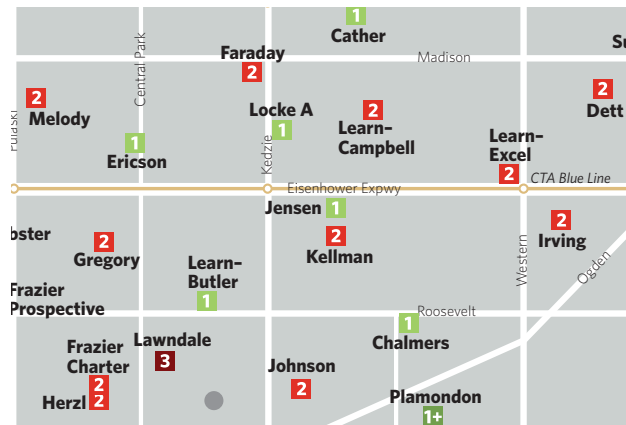 1
Cather
Faraday
2
Madison
Central Park
2
Melody
Locke A
1
2
Learn–
Campbell
2
Dett
1
Ericson
Kedzie
Learn–
Excel
2
CTA Blue Line
Eisenhower Expwy
Jensen 1
2
Kellman
2
Irving
bster
2
Gregory
Learn–
Butler
1
Western
Ogden
Frazier
Prospective
Roosevelt
1
Chalmers
Frazier
Charter
2
Herzl 2
Lawndale
3
Johnson
2
Plamondon
1+